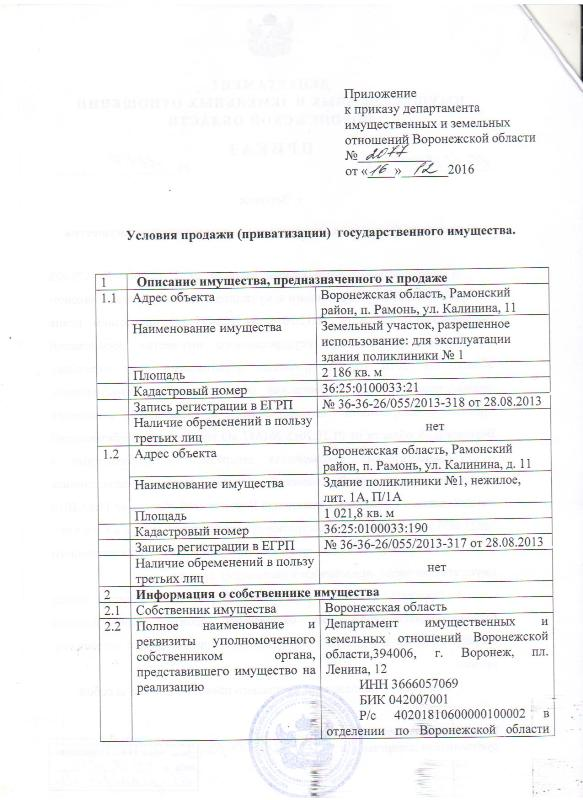 Приложение
к приказу департамента
имущественных и земельных
отношений Воронежской области
№ 2077
от «16» 12 2016
Условия продажи (приватизации) государственного имущества.
1 Описание имущества, предназначенного к продаже
1.1 Адрес объекта Воронежская область, Рамонский
район, п. Рамонь, ул. Калинина, 11
Наименование имущества Земельный участок, разрешенное
использование: для эксплуатации
здания поликлиники № 1
Площадь 2 186 кв. м
Кадастровый номер 36:25:0100033:21
Запись регистрации в ЕГРП № 36-36-26/055/2013-318 от 28.08.2013
Наличие обременений в пользу нет
третьих лиц
1.2 Адрес объекта Воронежская область, Рамонский
район, п. Рамонь, ул. Калинина, д. 11
Наименование имущества Здание поликлиники №1, нежилое,
лит. 1А, П/1А
Площадь 1 021,8 кв. м
Кадастровый номер 36:25:0100033:190
Запись регистрации в ЕГРП № 36-36-26/055/2013-317 от 28.08.2013
Наличие обременений в пользу нет
третьих лиц
2 Информация о собственнике имущества
2.1 Собственник имущества Воронежская область
2.2 Полное наименование и Департамент имущественных и
реквизиты уполномоченного земельных отношений Воронежской
собственником органа, области,394006, г. Воронеж, пл.
представившего имущество на Ленина, 12
реализацию ИНН 3666057069
БИК 042007001
Р/с 40201810600000100002 в
отделении по Воронежской области